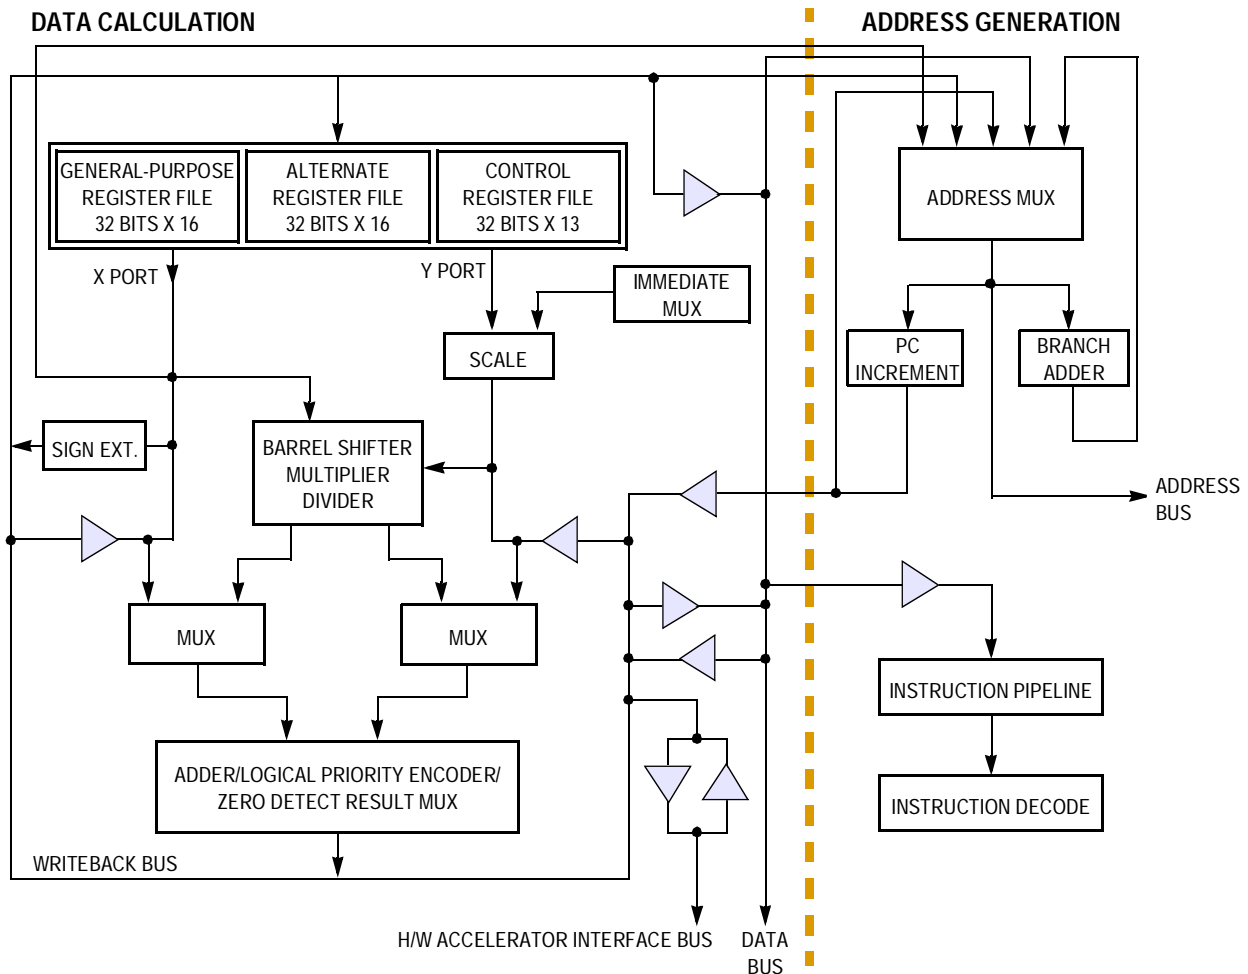 DATA CALCULATION
ADDRESS GENERATION
GENERAL-PURPOSE
REGISTER FILE
32 BITS X 16
ALTERNATE
REGISTER FILE
32 BITS X 16
CONTROL
REGISTER FILE
32 BITS X 13
ADDRESS MUX
X PORT
Y PORT
IMMEDIATE
MUX
SCALE
PC
INCREMENT
BRANCH
ADDER
SIGN EXT.
BARREL SHIFTER
MULTIPLIER
DIVIDER
ADDRESS
BUS
MUX
MUX
INSTRUCTION PIPELINE
ADDER/LOGICAL PRIORITY ENCODER/
ZERO DETECT RESULT MUX
INSTRUCTION DECODE
WRITEBACK BUS
H/W ACCELERATOR INTERFACE BUS
DATA
BUS